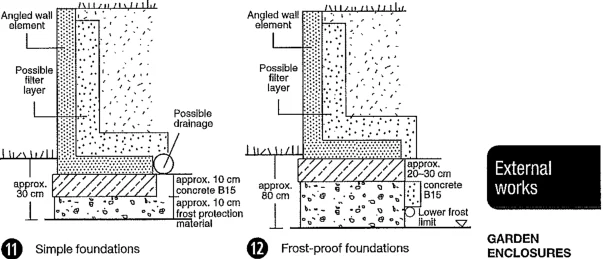 Angled wall
element
Possible
filter
layer
Possible
drainage
approx.
30 cm
approx. 10 cm
concrete B15
approx. 10 cm
frost protection
material
11 Simple foundations
Angled wall
element
Possible
filter
layer
approx.
80 cm
approx.
20–30 cm
concrete
B15
Lower frost
limit
12 Frost-proof foundations
External
works
GARDEN
ENCLOSURES